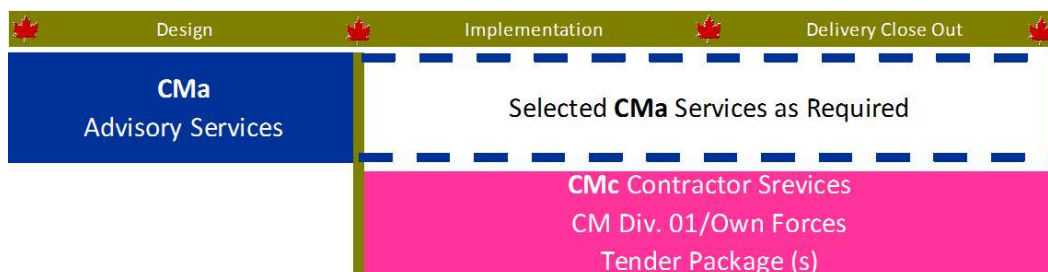 Design
Implementation
Delivery Close Out
CMa
Advisory Services
Selected CMa Services as Required
CMc Contractor Srevices
CM Div. 01/Own Forces
Tender Package (s)